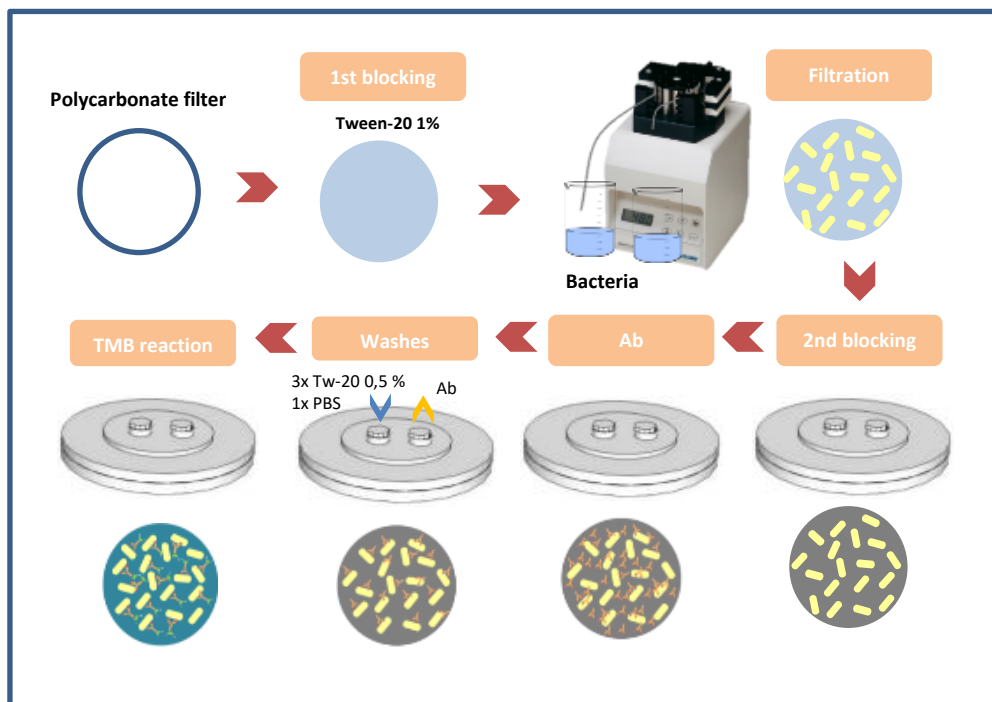 Polycarbonate filter
1st blocking
Tween-20 1%
Bacteria
Filtration
2nd blocking
Ab
Washes
3x Tw-20 0,5 %
1x PBS
Ab
TMB reaction